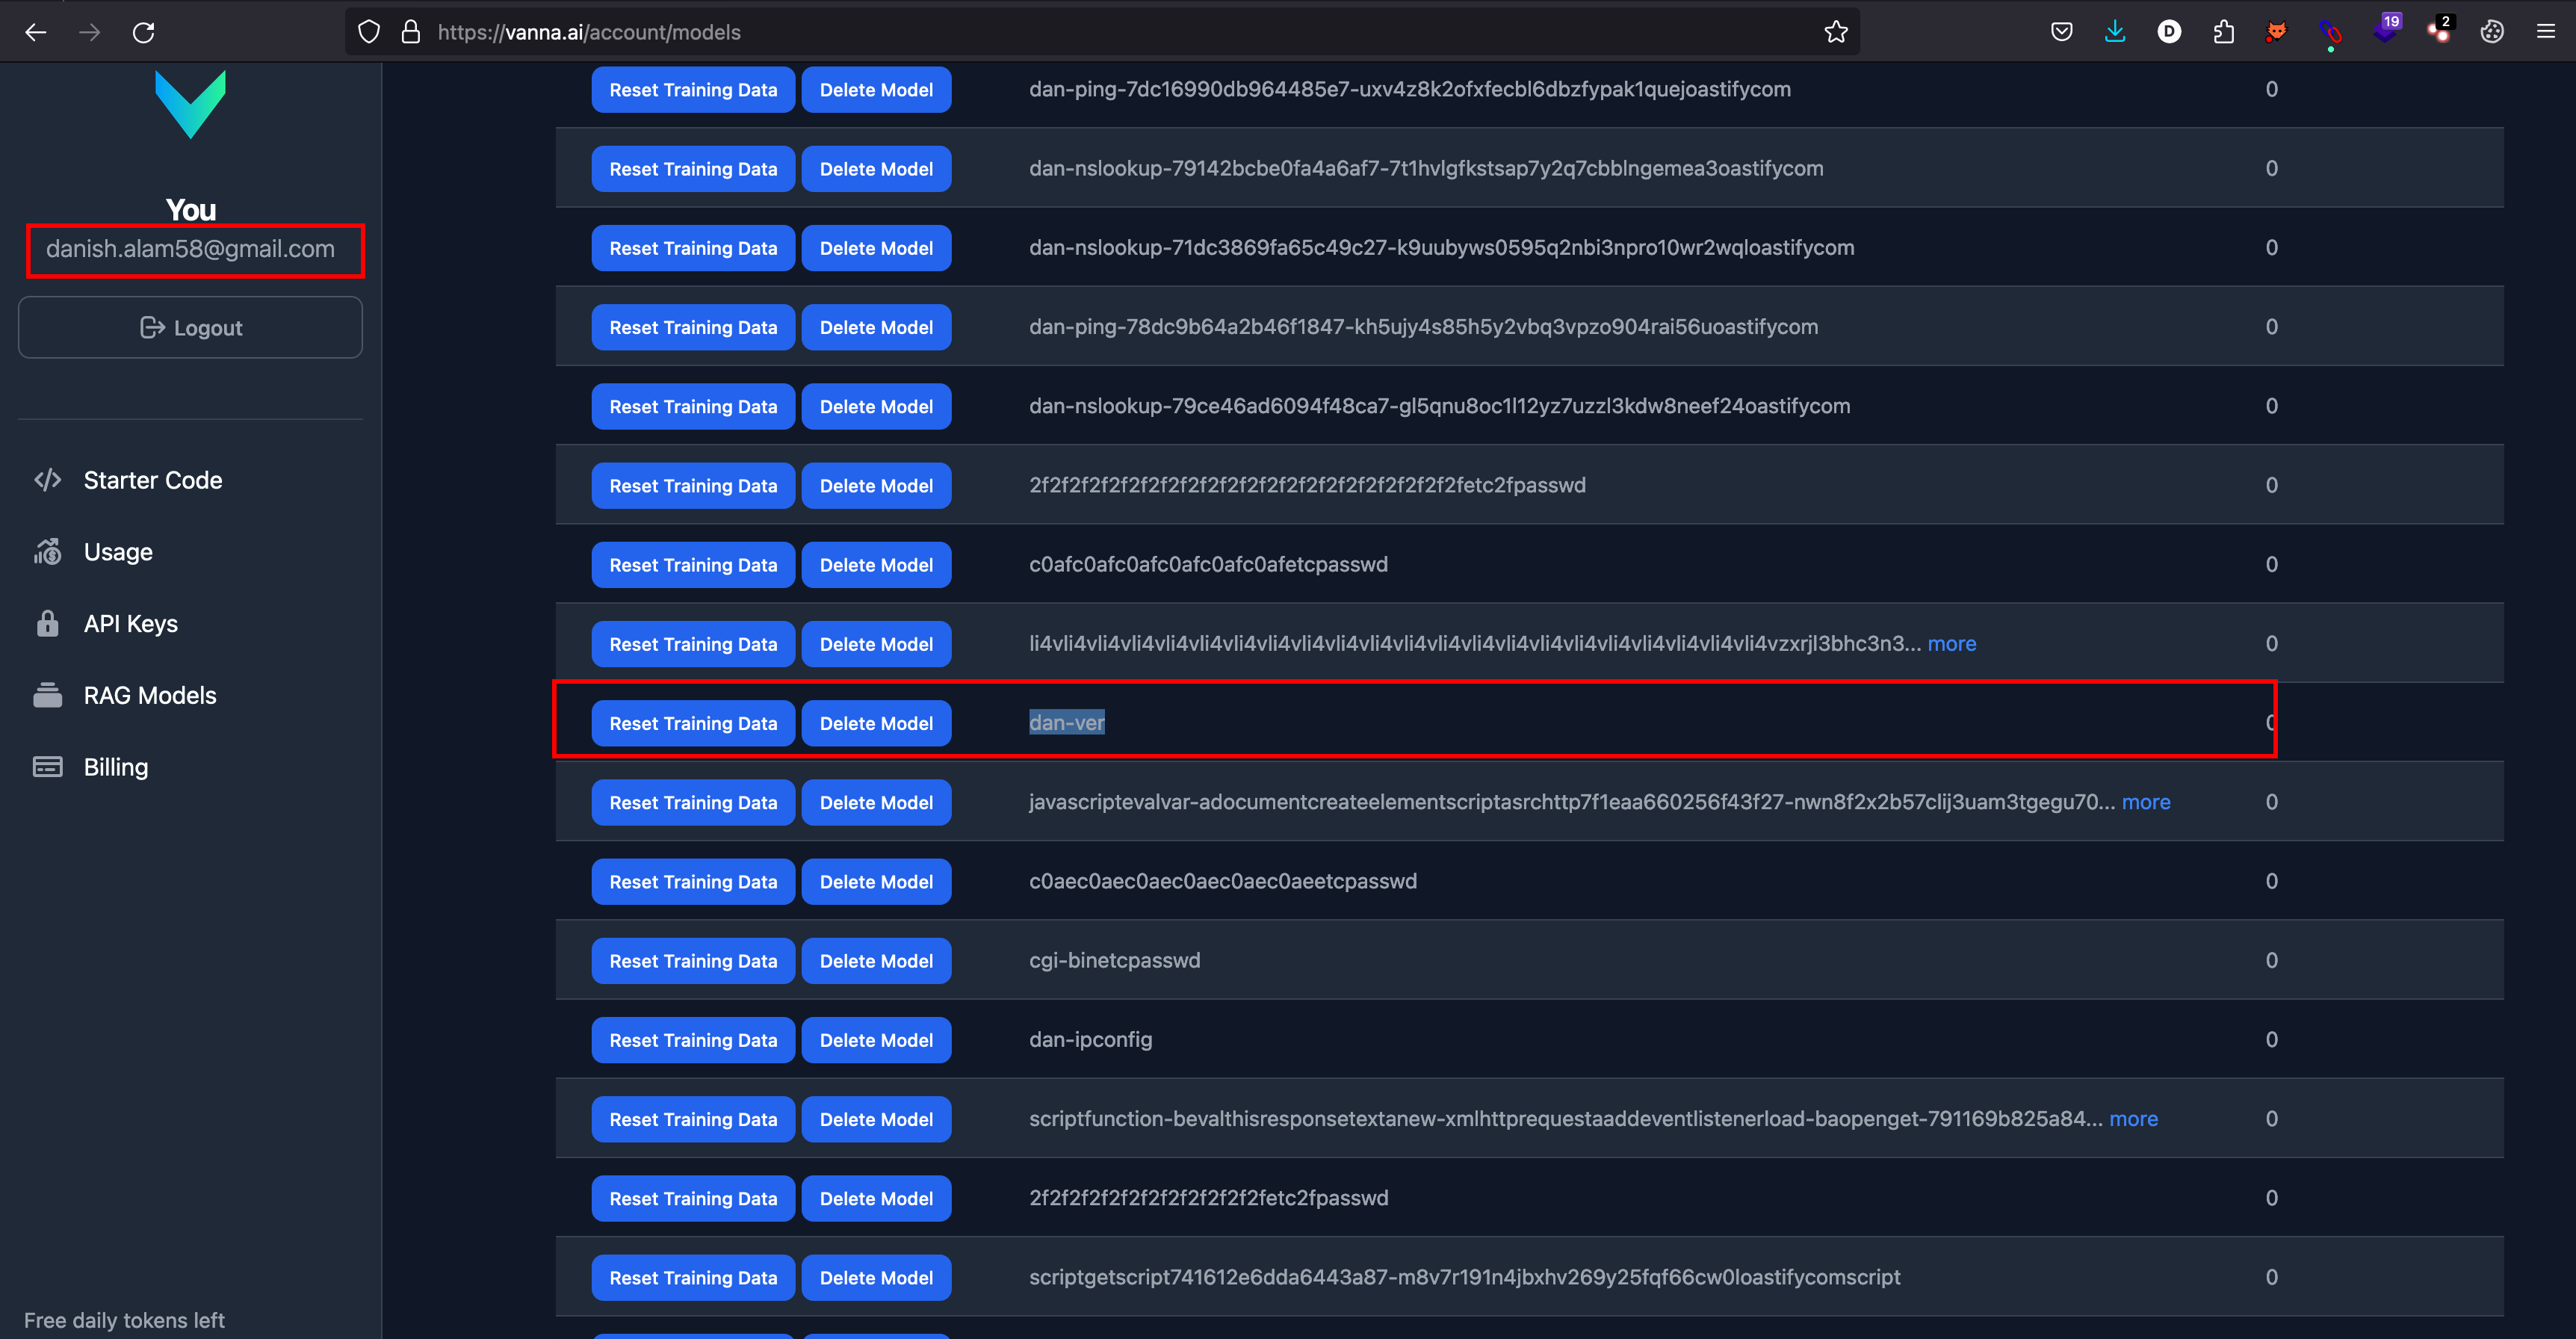 https://vanna.ai/account/models
19
2
You
danish.alam58@gmail.com
Logout
Starter Code
Usage
API Keys
RAG Models
Billing
Free daily tokens left
Reset Training Data Delete Model dan-ping-7dc16990db964485e7-uxv4z8k2ofxfecbl6dbzfypak1quejoastifycom 0
Reset Training Data Delete Model dan-nslookup-79142bcbe0fa4a6af7-7t1hvlgfkstsap7y2q7cbblngemea3oastifycom 0
Reset Training Data Delete Model dan-nslookup-71dc3869fa65c49c27-k9uubyws0595q2nbi3npro10wr2wqloastifycom 0
Reset Training Data Delete Model dan-ping-78dc9b64a2b46f1847-kh5ujy4s85h5y2vbq3vpzo904rai56uoastifycom 0
Reset Training Data Delete Model dan-nslookup-79ce46ad6094f48ca7-gl5qnu8oc1l12yz7uzzl3kdw8neef24oastifycom 0
Reset Training Data Delete Model 2f2f2f2f2f2f2f2f2f2f2f2f2f2f2f2f2f2f2f2f2f2fetc2fpasswd 0
Reset Training Data Delete Model c0afc0afc0afc0afc0afc0afetcpasswd 0
Reset Training Data Delete Model li4vli4vli4vli4vli4vli4vli4vli4vli4vli4vli4vli4vli4vli4vli4vli4vli4vli4vli4vli4vli4vli4vzxrjl3bhc3n3... more 0
Reset Training Data Delete Model dan-ver 0
Reset Training Data Delete Model javascriptevalvar-adocumentcreateelementscriptasrchttp7f1eaa660256f43f27-nwn8f2x2b57clij3uam3tgegu70... more 0
Reset Training Data Delete Model c0aec0aec0aec0aec0aec0aeetcpasswd 0
Reset Training Data Delete Model cgi-binetcpasswd 0
Reset Training Data Delete Model dan-ipconfig 0
Reset Training Data Delete Model scriptfunction-bevalthisresponsetextanew-xmlhttprequestaaddeventlistenerload-baopenget-791169b825a84... more 0
Reset Training Data Delete Model 2f2f2f2f2f2f2f2f2f2f2f2fetc2fpasswd 0
Reset Training Data Delete Model scriptgetscript741612e6dda6443a87-m8v7r191n4jbxhv269y25fqf66cw0loastifycomscript 0